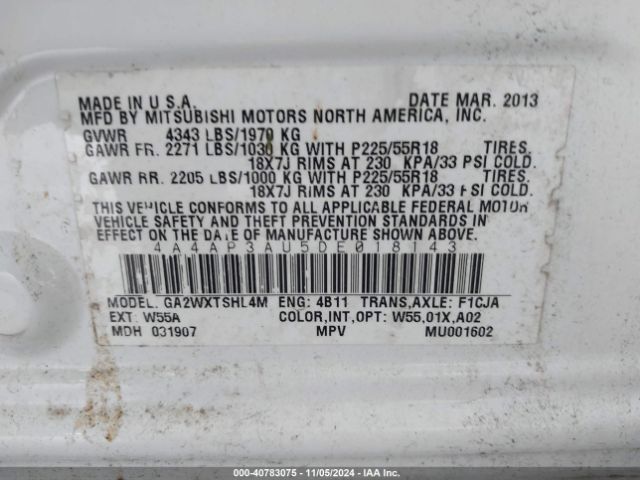 MADE IN U.S.A. DATE MAR. 2013
MFD BY MITSUBISHI MOTORS NORTH AMERICA, INC.
GVWR 4343 LBS/1970 KG
GAWR FR. 2271 LBS/1030 KG WITH P225/55R18 TIRES.
18X7J RIMS AT 230 KPA/33 PSI COLD.
GAWR RR. 2205 LBS/1000 KG WITH P225/55R18 TIRES.
18X7J RIMS AT 230 KPA/33 PSI COLD.
THIS VEHICLE CONFORMS TO ALL APPLICABLE FEDERAL MOTOR
VEHICLE SAFETY AND THEFT PREVENTION STANDARDS IN
EFFECT ON THE DATE OF MANUFACTURE SHOWN ABOVE.
4A4AP3AU5DE018143
MODEL: GA2WXTSHL4M ENG: 4B11 TRANS,AXLE: F1CJA
EXT: W55A COLOR,INT,OPT: W55,01X,A02
MDH 031907 MPV MU001602
000-40783075 - 11/05/2024 - IAAI.com